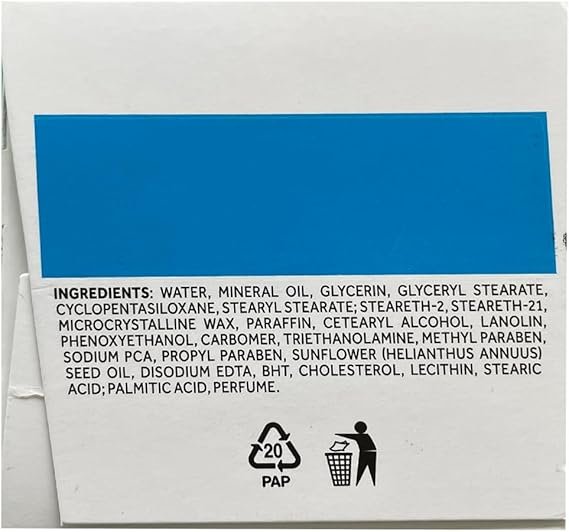 INGREDIENTS: WATER, MINERAL OIL, GLYCERIN, GLYCERYL STEARATE,
CYCLOPENTASILOXANE, STEARYL STEARATE; STEARETH-2, STEARETH-21,
MICROCRYSTALLINE WAX, PARAFFIN, CETEARYL ALCOHOL, LANOLIN,
PHENOXYETHANOL, CARBOMER, TRIETHANOLAMINE, METHYL PARABEN,
SODIUM PCA, PROPYL PARABEN, SUNFLOWER (HELIANTHUS ANNUUS)
SEED OIL, DISODIUM EDTA, BHT, CHOLESTEROL, LECITHIN, STEARIC
ACID; PALMITIC ACID, PERFUME.
20
PAP